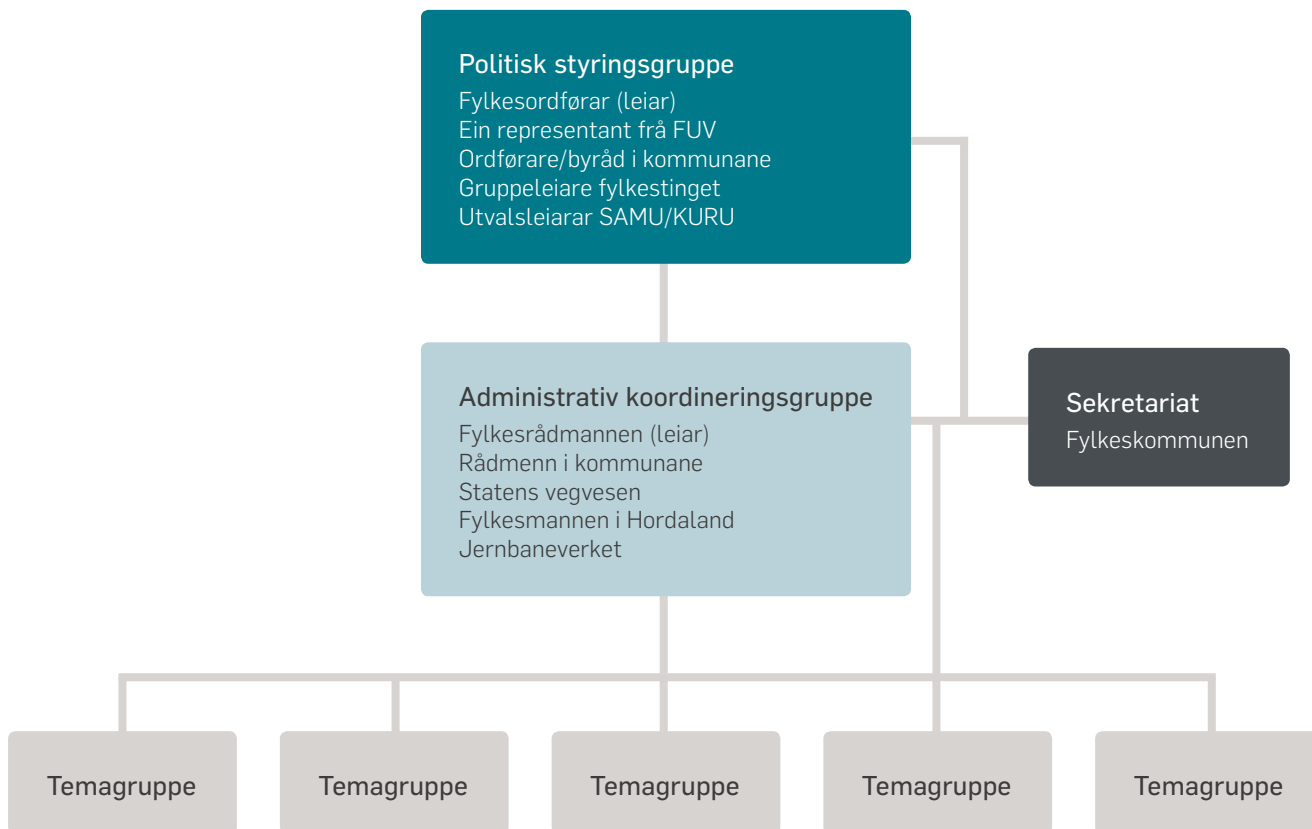 Politisk styringsgruppe
Fylkesordførar (leiar)
Ein representant frå FUV
Ordførare/byråd i kommunane
Gruppeleiare fylkestinget
Utvalsleiarar SAMU/KURU
Administrativ koordineringsgruppe
Fylkesrådmannen (leiar)
Rådmenn i kommunane
Statens vegvesen
Fylkesmannen i Hordaland
Jernbaneverket
Sekretariat
Fylkeskommunen
Temagruppe
Temagruppe
Temagruppe
Temagruppe
Temagruppe